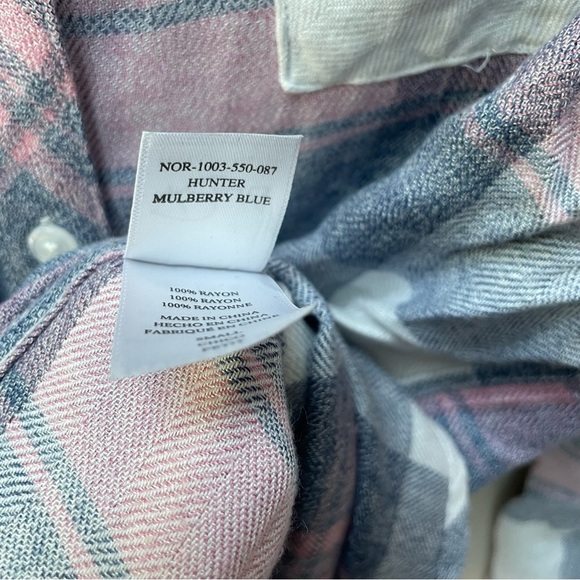 NOR-1003-550-087
HUNTER
MULBERRY BLUE
100% RAYON
100% RAYON
100% RAYONNE
MADE IN CHINA
HECHO EN CHINA
FABRIQUE EN CHINE